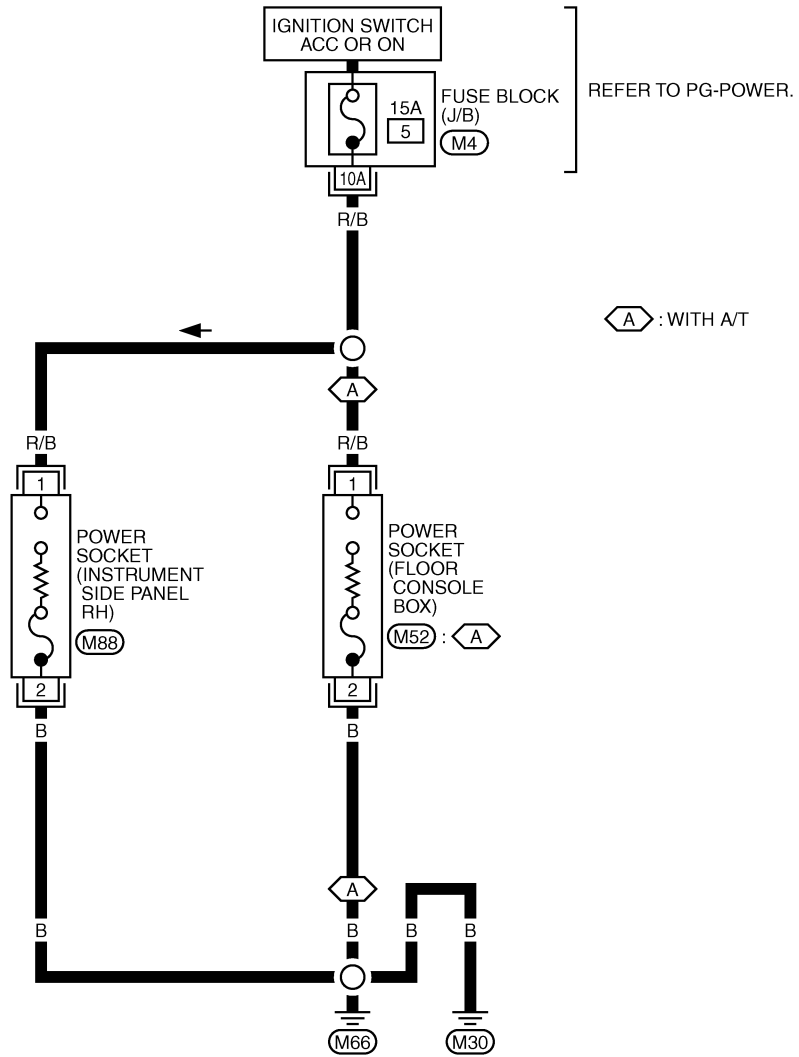 IGNITION SWITCH
ACC OR ON
REFER TO PG-POWER.
15A
5
FUSE BLOCK
(J/B)
M4
10A
R/B
A : WITH A/T
A
R/B
R/B
1
1
POWER
SOCKET
(INSTRUMENT
SIDE PANEL
RH)
M88
POWER
SOCKET
(FLOOR
CONSOLE
BOX)
M52 : A
2
2
B
B
A
B
B
B
B
M66
M30